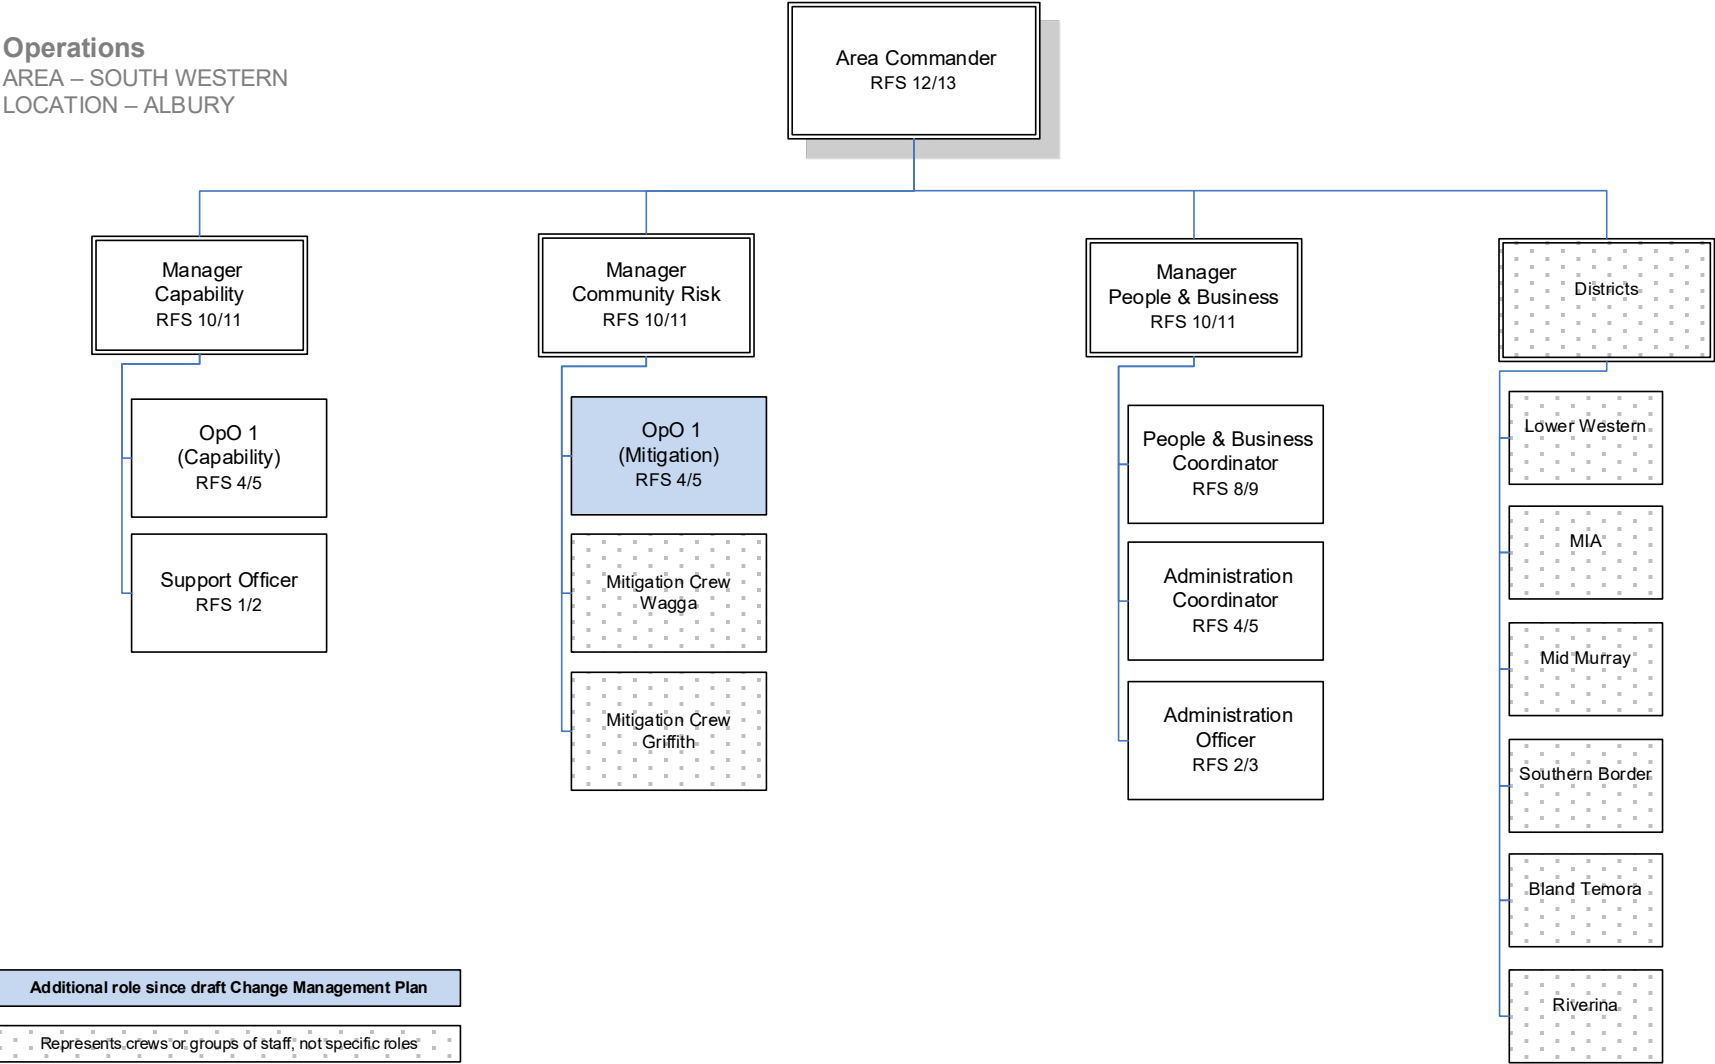 Operations
AREA – SOUTH WESTERN
LOCATION – ALBURY
Area Commander
RFS 12/13
Manager
Capability
RFS 10/11
OpO 1
(Capability)
RFS 4/5
Support Officer
RFS 1/2
Manager
Community Risk
RFS 10/11
OpO 1
(Mitigation)
RFS 4/5
Mitigation Crew
Wagga
Mitigation Crew
Griffith
Manager
People & Business
RFS 10/11
People & Business
Coordinator
RFS 8/9
Administration
Coordinator
RFS 4/5
Administration
Officer
RFS 2/3
Districts
Lower Western
MIA
Mid Murray
Southern Border
Bland Temora
Riverina
Additional role since draft Change Management Plan
Represents crews or groups of staff, not specific roles